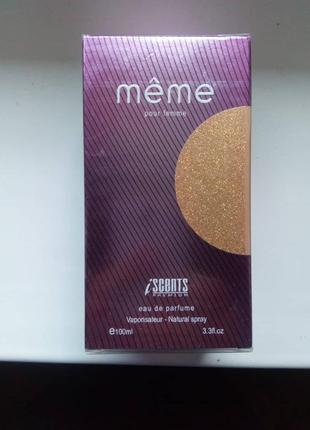 même
pour femme
iSCENTS
PREMIUM
eau de parfume
Vaporisateur - Natural spray
e100ml 3.3fl.oz